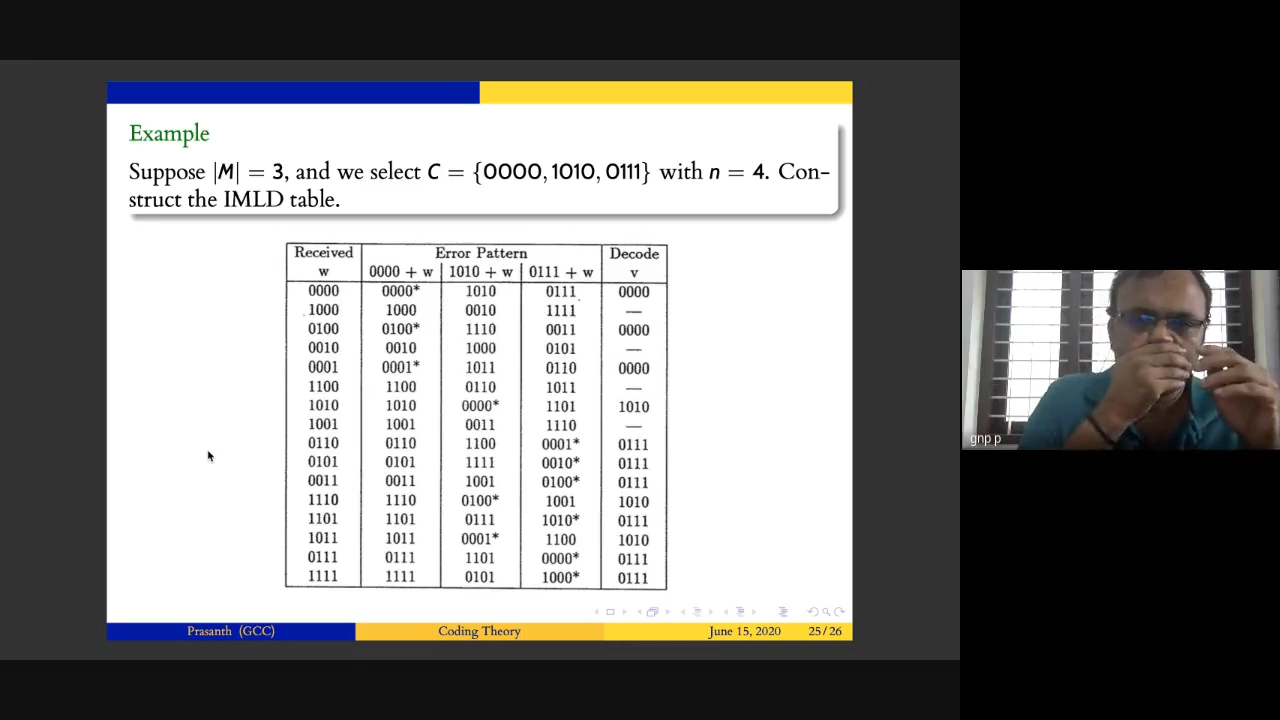 Example
Suppose |M| = 3, and we select C = {0000, 1010, 0111} with n = 4. Con-
struct the IMLD table.
Received Error Pattern Decode
w 0000 + w 1010 + w 0111 + w v
0000 0000* 1010 0111 0000
1000 1000 0010 1111 —
0100 0100* 1110 0011 0000
0010 0010 1000 0101 —
0001 0001* 1011 0110 0000
1100 1100 0110 1011 —
1010 1010 0000* 1101 1010
1001 1001 0011 1110 —
0110 0110 1100 0001* 0111
0101 0101 1111 0010* 0111
0011 0011 1001 0100* 0111
1110 1110 0100* 1001 1010
1101 1101 0111 1010* 0111
1011 1011 0001* 1100 1010
0111 0111 1101 0000* 0111
1111 1111 0101 1000* 0111
Prasanth (GCC) Coding Theory June 15, 2020 25/26
gnp p